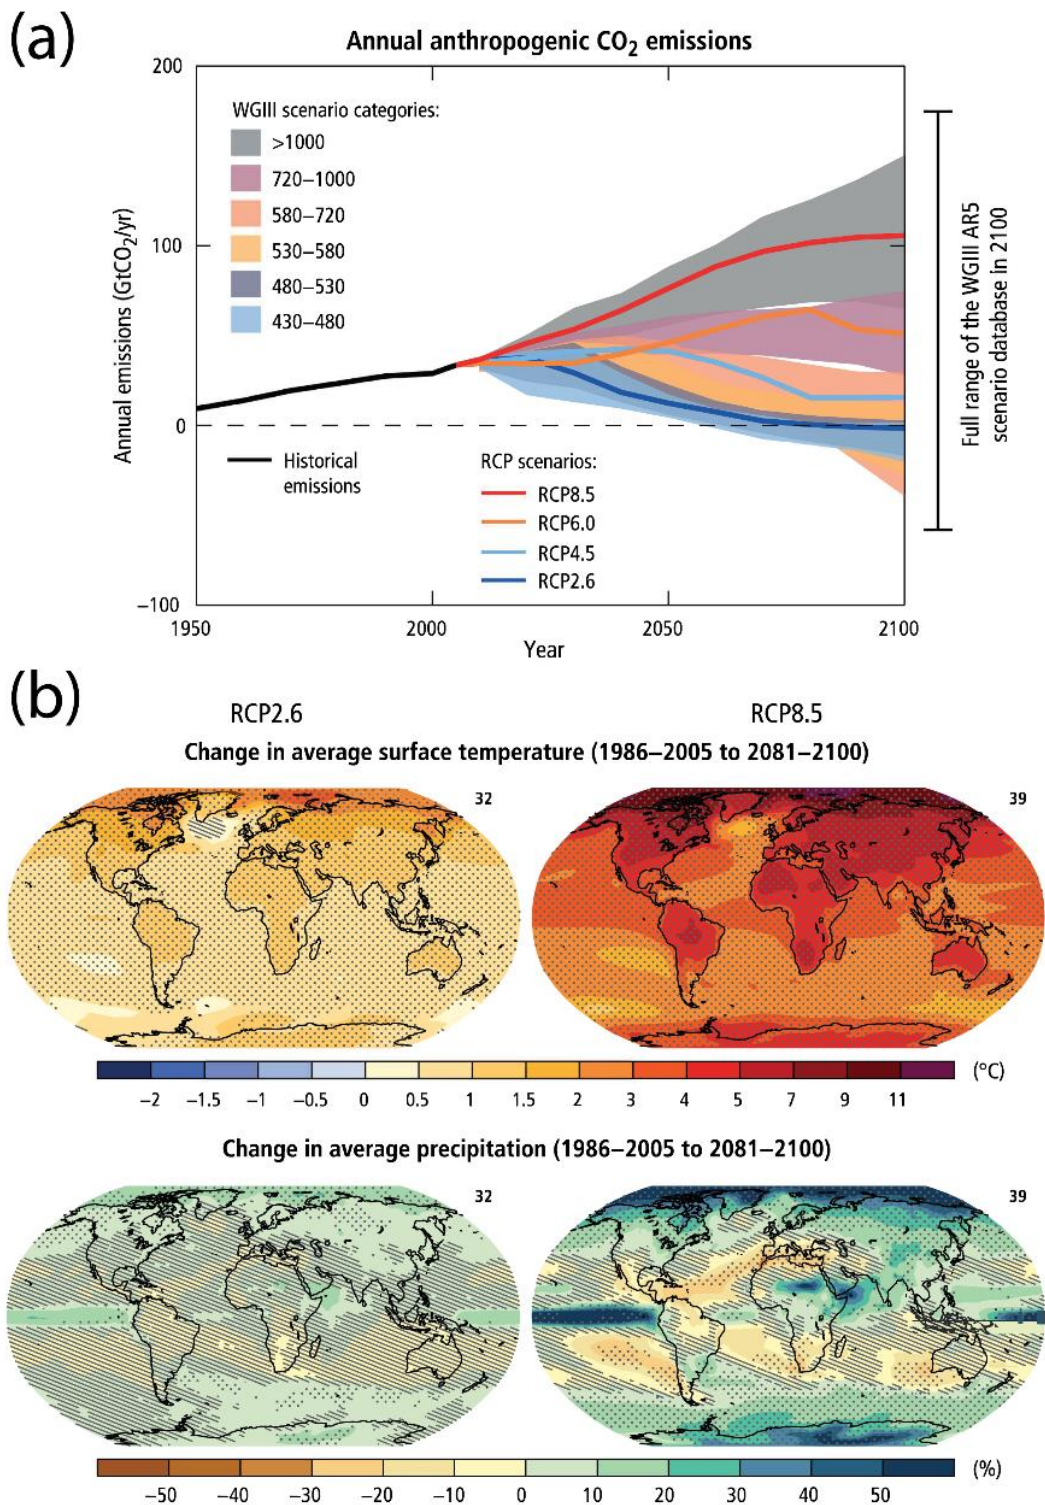 (a)
Annual anthropogenic CO2 emissions
200
100
0
−100
Annual emissions (GtCO2/yr)
WGIII scenario categories:
>1000
720–1000
580–720
530–580
480–530
430–480
Historical
emissions
RCP scenarios:
RCP8.5
RCP6.0
RCP4.5
RCP2.6
1950
2000
2050
2100
Year
Full range of the WGIII AR5
scenario database in 2100
(b)
RCP2.6
RCP8.5
Change in average surface temperature (1986–2005 to 2081–2100)
32
39
−2 −1.5 −1 −0.5 0 0.5 1 1.5 2 3 4 5 7 9 11 (°C)
Change in average precipitation (1986–2005 to 2081–2100)
32
39
−50 −40 −30 −20 −10 0 10 20 30 40 50 (%)